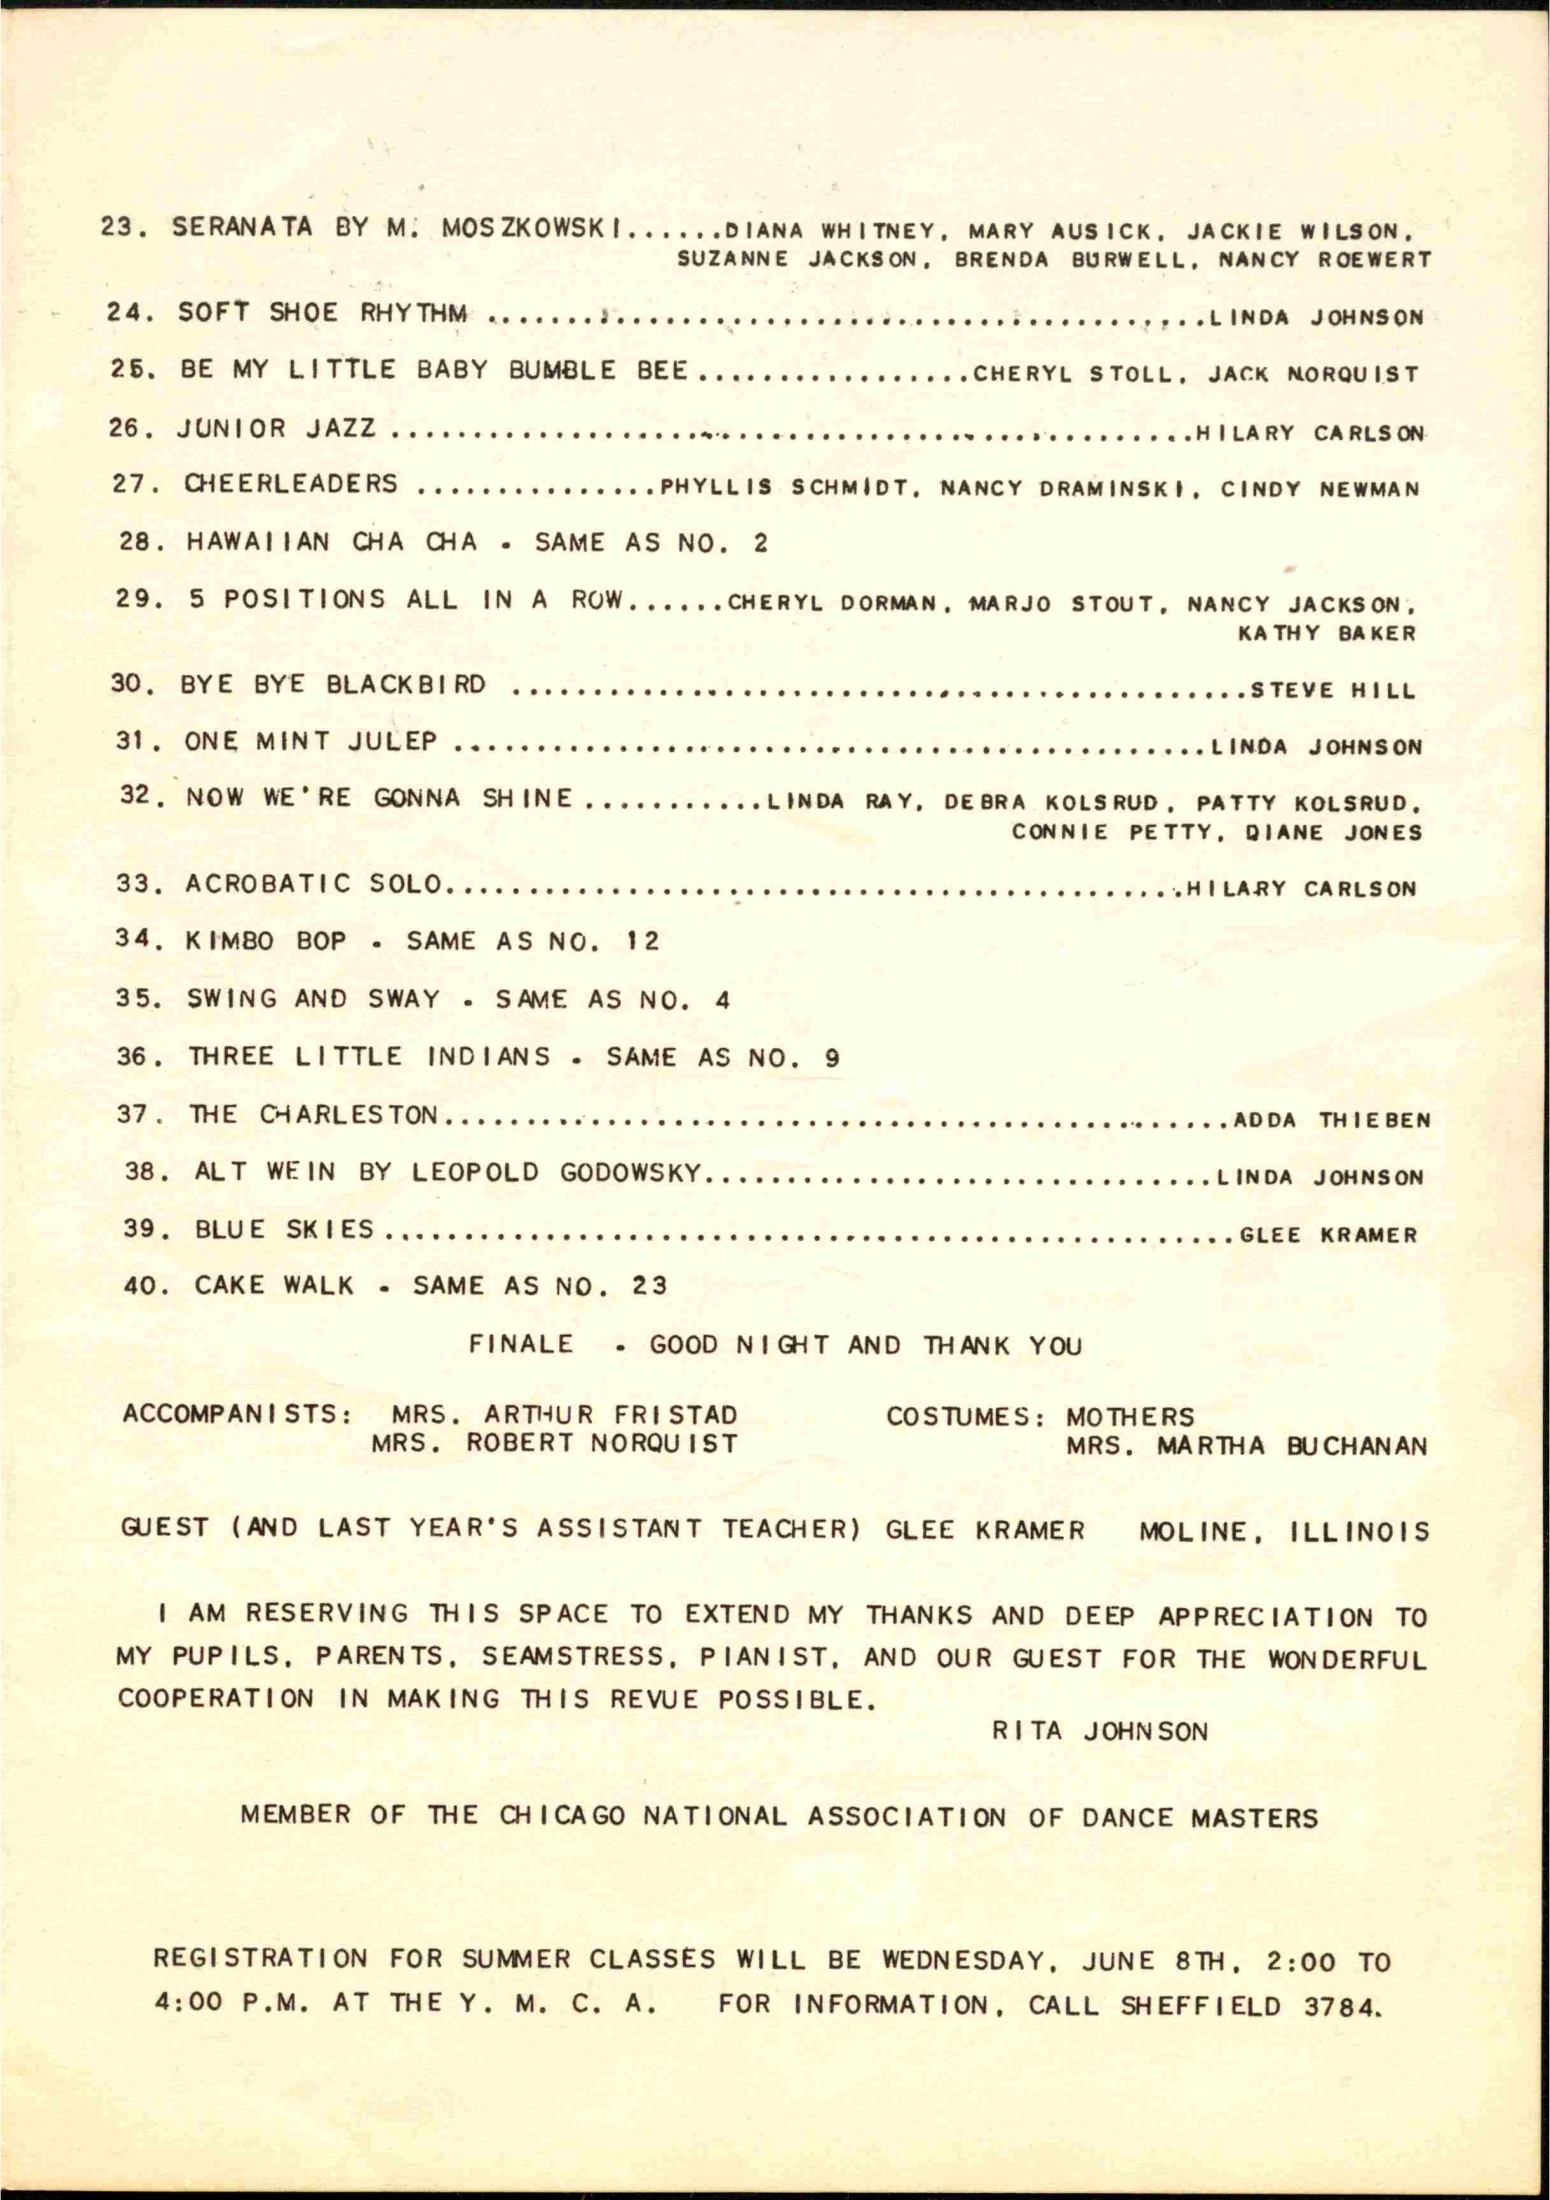 23. SERANATA BY M. MOSZKOWSKI......DIANA WHITNEY, MARY AUSICK, JACKIE WILSON,
SUZANNE JACKSON, BRENDA BURWELL, NANCY ROEWERT
24. SOFT SHOE RHYTHM ............................................LINDA JOHNSON
25. BE MY LITTLE BABY BUMBLE BEE.................CHERYL STOLL, JACK NORQUIST
26. JUNIOR JAZZ .................................................HILARY CARLSON
27. CHEERLEADERS ...............PHYLLIS SCHMIDT, NANCY DRAMINSKI, CINDY NEWMAN
28. HAWAIIAN CHA CHA - SAME AS NO. 2
29. 5 POSITIONS ALL IN A ROW......CHERYL DORMAN, MARJO STOUT, NANCY JACKSON,
KATHY BAKER
30. BYE BYE BLACKBIRD .............................................STEVE HILL
31. ONE MINT JULEP ..............................................LINDA JOHNSON
32. NOW WE'RE GONNA SHINE...........LINDA RAY, DEBRA KOLSRUD, PATTY KOLSRUD,
CONNIE PETTY, DIANE JONES
33. ACROBATIC SOLO.............................................HILARY CARLSON
34. KIMBO BOP - SAME AS NO. 12
35. SWING AND SWAY - SAME AS NO. 4
36. THREE LITTLE INDIANS - SAME AS NO. 9
37. THE CHARLESTON................................................ADDA THIEBEN
38. ALT WEIN BY LEOPOLD GODOWSKY...............................LINDA JOHNSON
39. BLUE SKIES....................................................GLEE KRAMER
40. CAKE WALK - SAME AS NO. 23
FINALE - GOOD NIGHT AND THANK YOU
ACCOMPANISTS: MRS. ARTHUR FRISTAD COSTUMES: MOTHERS
MRS. ROBERT NORQUIST MRS. MARTHA BUCHANAN
GUEST (AND LAST YEAR'S ASSISTANT TEACHER) GLEE KRAMER MOLINE, ILLINOIS
I AM RESERVING THIS SPACE TO EXTEND MY THANKS AND DEEP APPRECIATION TO
MY PUPILS, PARENTS, SEAMSTRESS, PIANIST, AND OUR GUEST FOR THE WONDERFUL
COOPERATION IN MAKING THIS REVUE POSSIBLE.
RITA JOHNSON
MEMBER OF THE CHICAGO NATIONAL ASSOCIATION OF DANCE MASTERS
REGISTRATION FOR SUMMER CLASSES WILL BE WEDNESDAY, JUNE 8TH, 2:00 TO
4:00 P.M. AT THE Y. M. C. A. FOR INFORMATION, CALL SHEFFIELD 3784.